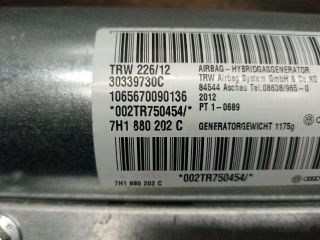 TRW 226/12
30339730C
1065670090136
*002TR750454/*
7H1 880 202 C
AIRBAG-HYBRIDGASGENERATOR
TRW Airbag System GmbH & Co KG
84544 Aschau Tel.08638/965-0
2012
PT 1-0689
GENERATORGEWICHT 1175g
7H1 880 202 C
*002TR750454/*